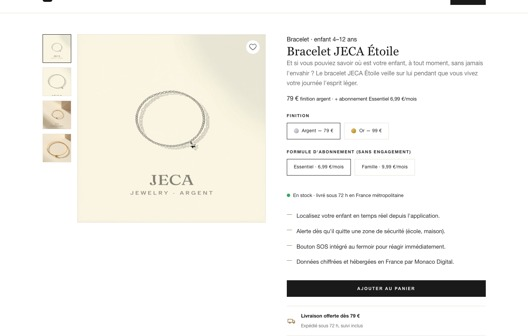 Bracelet · enfant 4–12 ans
Bracelet JECA Étoile
Et si vous pouviez savoir où est votre enfant, à tout moment, sans jamais
l'envahir ? Le bracelet JECA Étoile veille sur lui pendant que vous vivez
votre journée l'esprit léger.
79 € finition argent · + abonnement Essentiel 6,99 €/mois
FINITION
Argent — 79 €
Or — 99 €
FORMULE D'ABONNEMENT (SANS ENGAGEMENT)
Essentiel · 6,99 €/mois
Famille · 9,99 €/mois
En stock · livré sous 72 h en France métropolitaine
— Localisez votre enfant en temps réel depuis l'application.
— Alerte dès qu'il quitte une zone de sécurité (école, maison).
— Bouton SOS intégré au fermoir pour réagir immédiatement.
— Données chiffrées et hébergées en France par Monaco Digital.
AJOUTER AU PANIER
Livraison offerte dès 79 €
Expédié sous 72 h, suivi inclus
JECA
JEWELRY · ARGENT